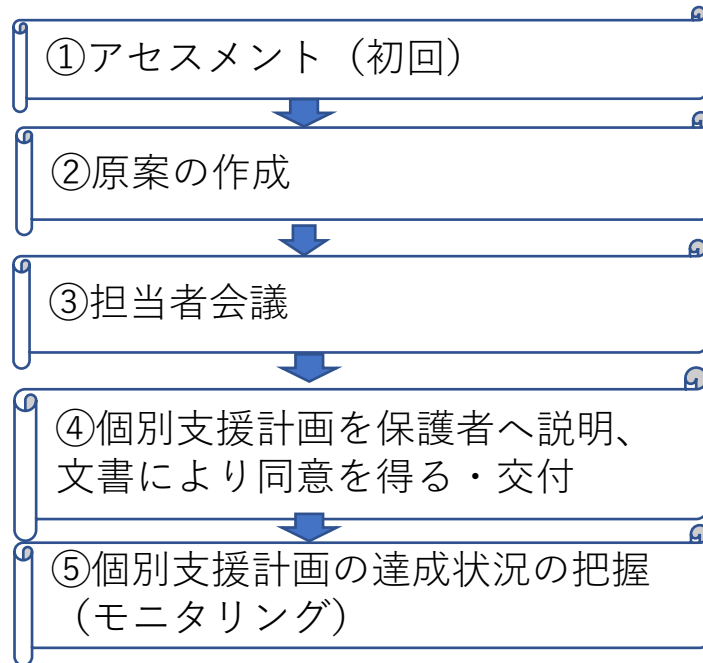 ①アセスメント（初回）
②原案の作成
③担当者会議
④個別支援計画を保護者へ説明、
文書により同意を得る・交付
⑤個別支援計画の達成状況の把握
（モニタリング）